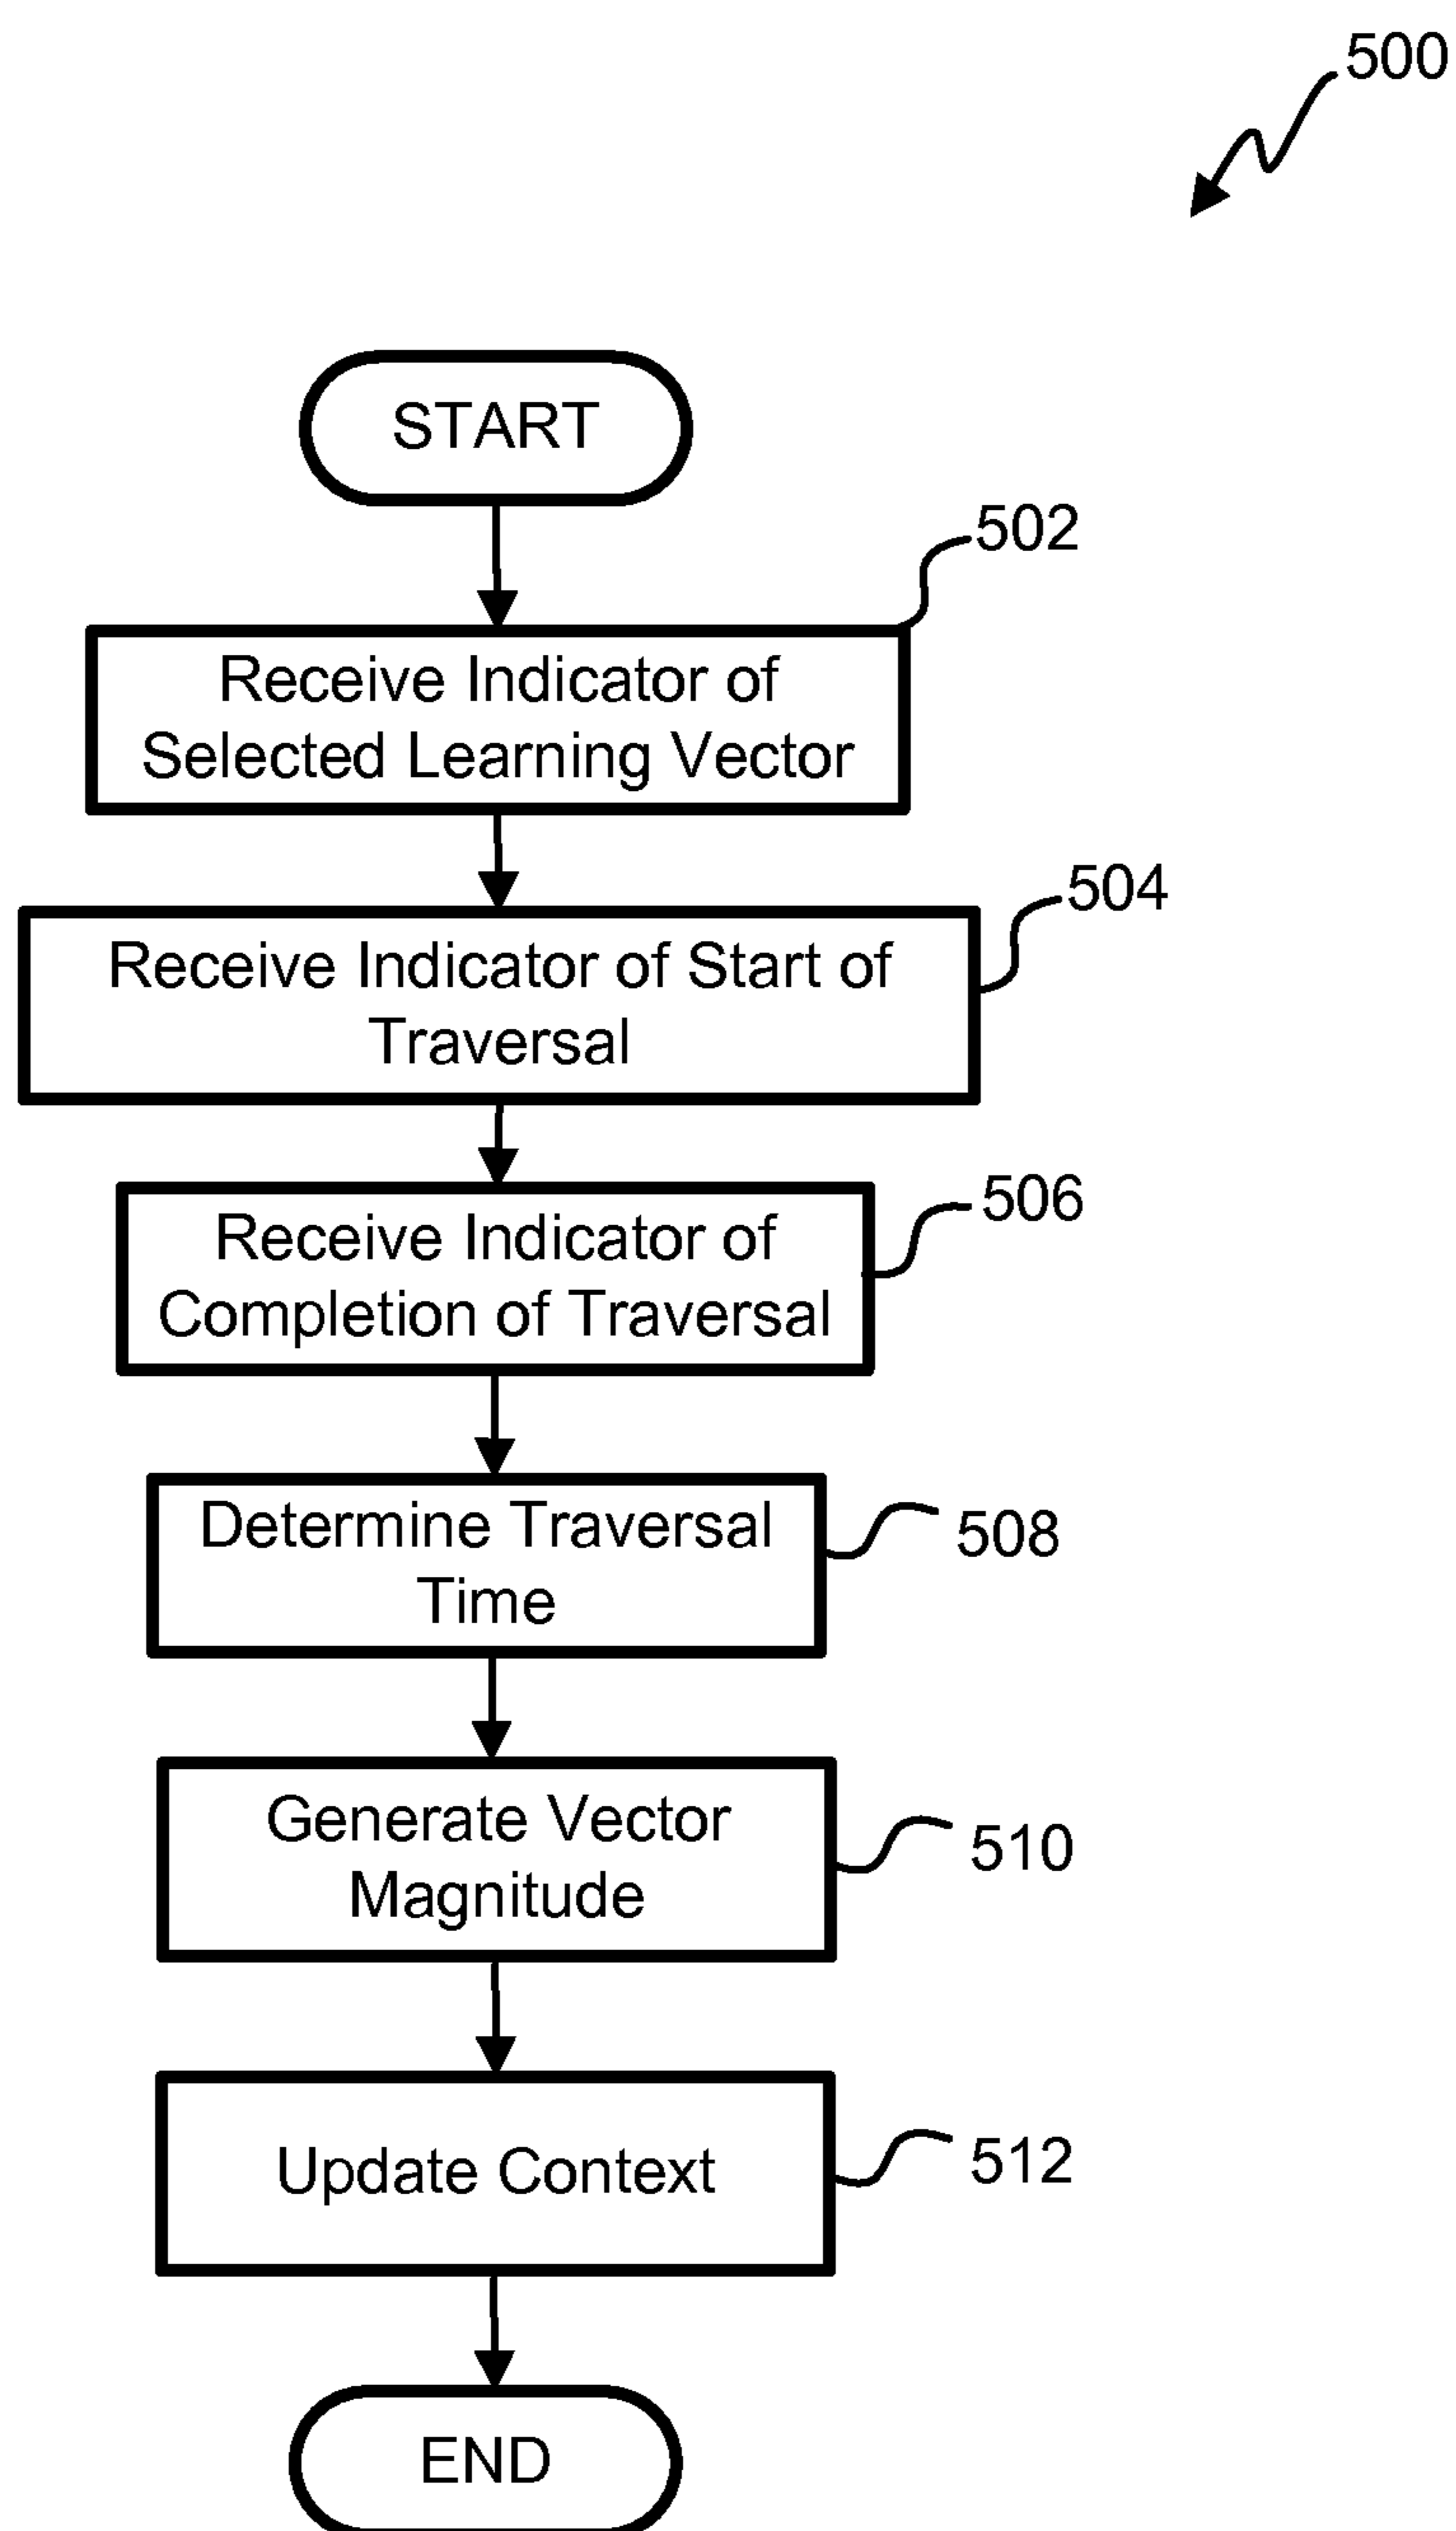 500
START
502
Receive Indicator of
Selected Learning Vector
504
Receive Indicator of Start of
Traversal
506
Receive Indicator of
Completion of Traversal
508
Determine Traversal
Time
510
Generate Vector
Magnitude
512
Update Context
END